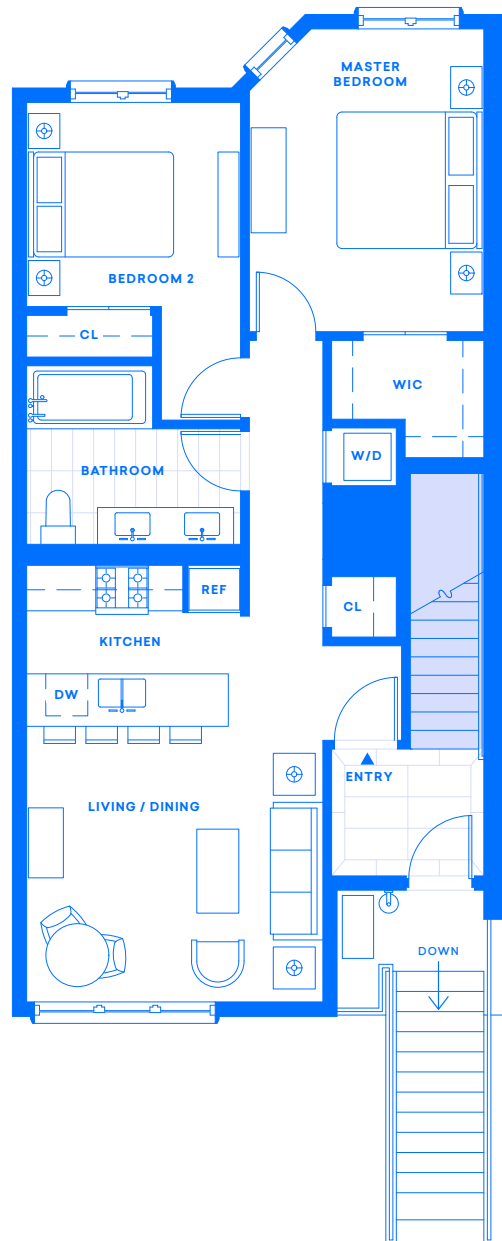 MASTER
BEDROOM
BEDROOM 2
CL
WIC
W/D
BATHROOM
REF
CL
KITCHEN
DW
ENTRY
LIVING / DINING
DOWN